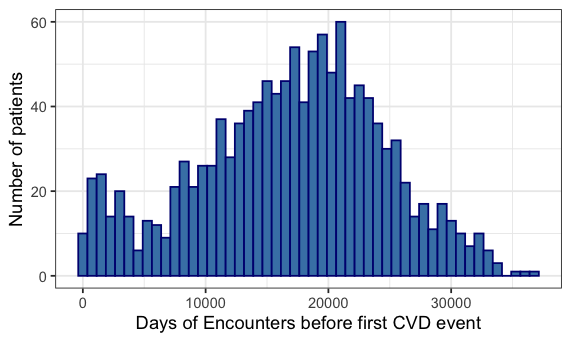 Number of patients
60
40
20
0
0 10000 20000 30000
Days of Encounters before first CVD event